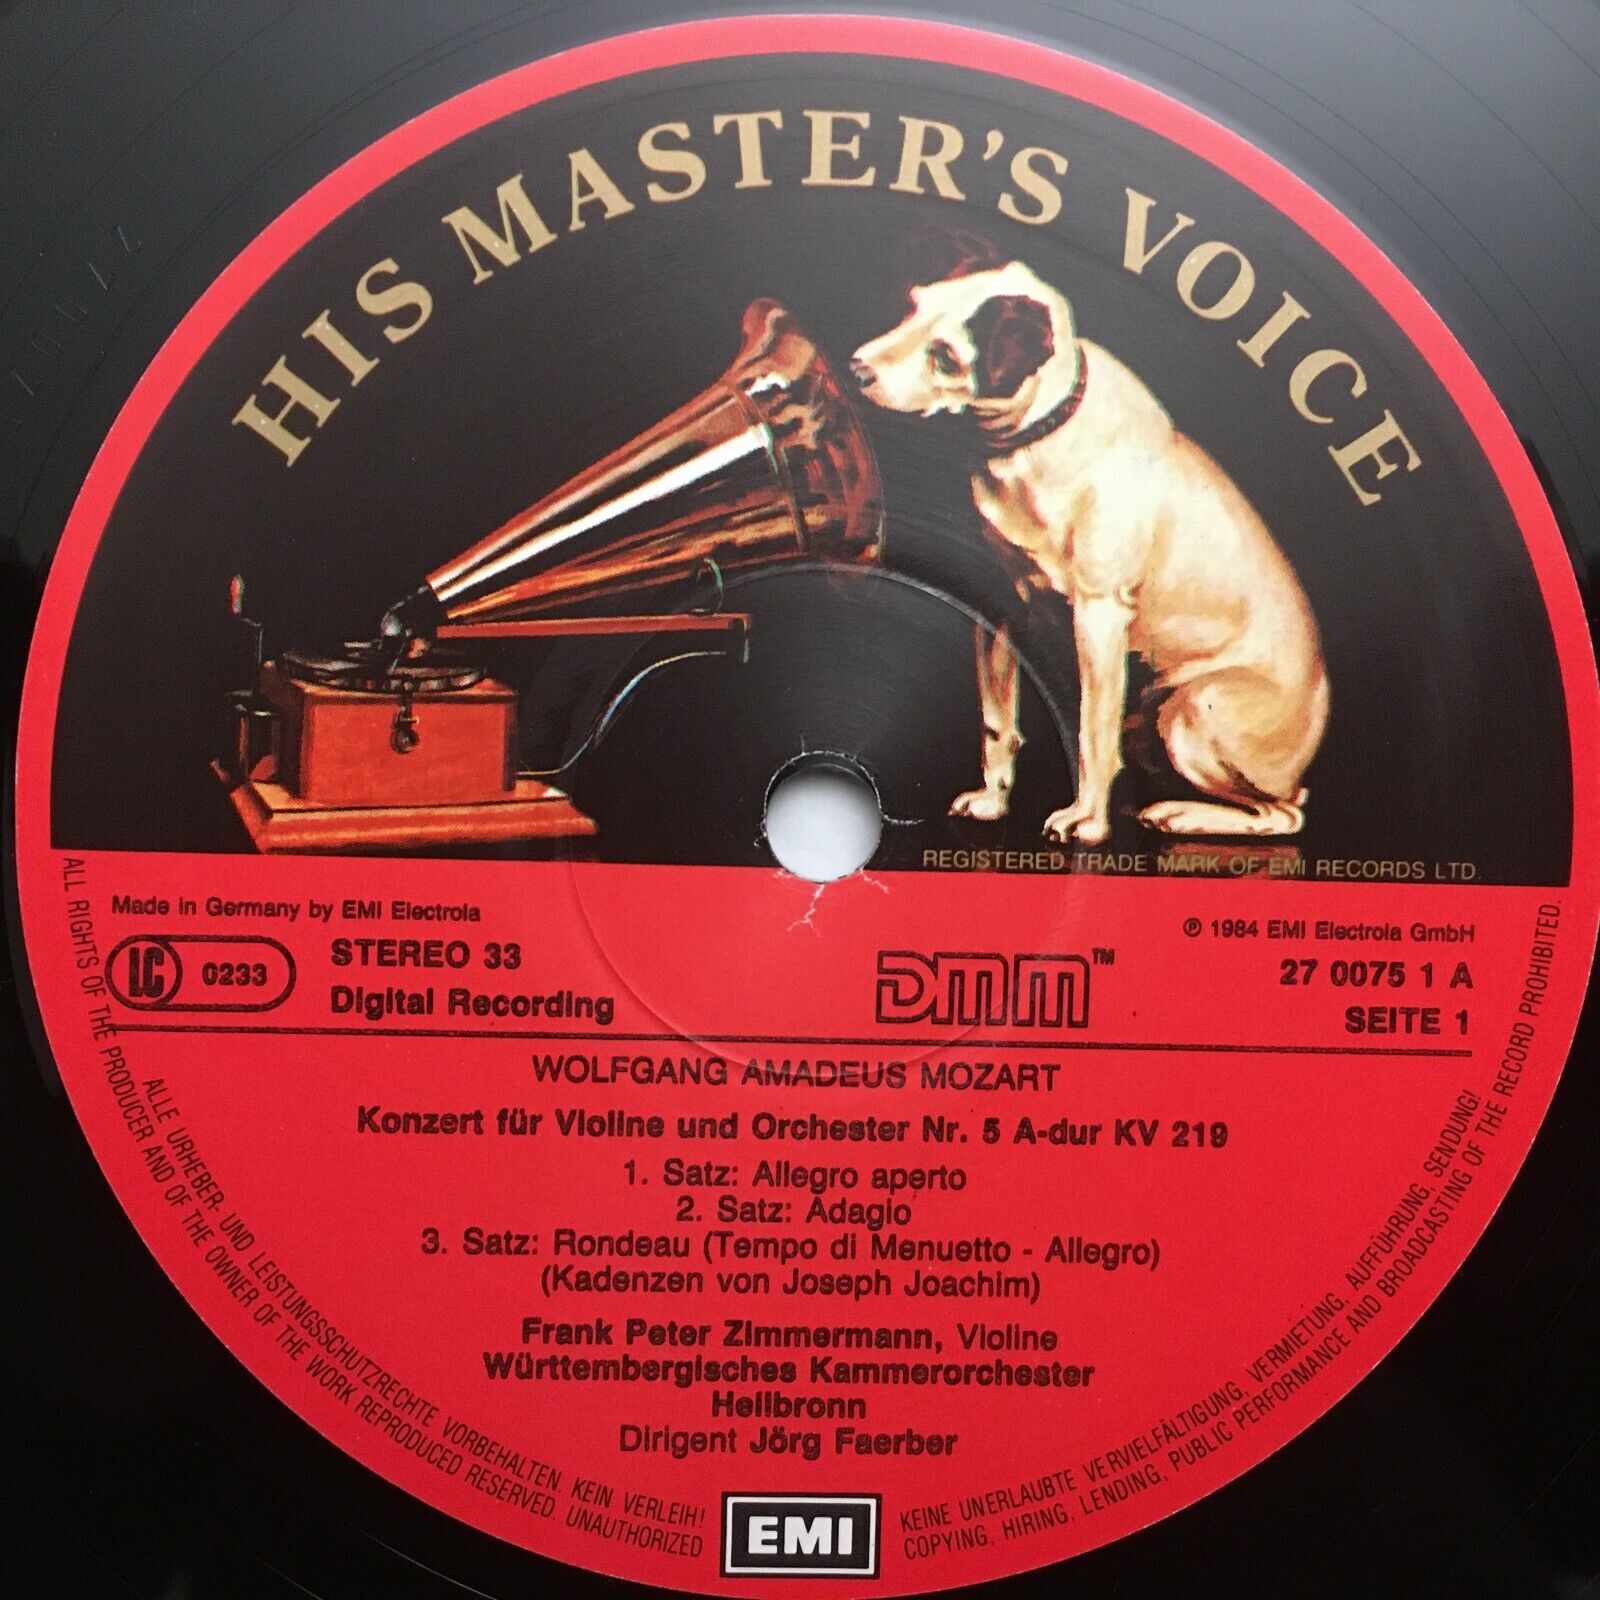 HIS MASTER'S VOICE
REGISTERED TRADE MARK OF EMI RECORDS LTD.
Made in Germany by EMI Electrola
℗ 1984 EMI Electrola GmbH
LC 0233
STEREO 33
Digital Recording
DMM™
27 0075 1 A
SEITE 1
WOLFGANG AMADEUS MOZART
Konzert für Violine und Orchester Nr. 5 A-dur KV 219
1. Satz: Allegro aperto
2. Satz: Adagio
3. Satz: Rondeau (Tempo di Menuetto - Allegro)
(Kadenzen von Joseph Joachim)
Frank Peter Zimmermann, Violine
Württembergisches Kammerorchester
Heilbronn
Dirigent Jörg Faerber
EMI
ALLE URHEBER- UND LEISTUNGSSCHUTZRECHTE VORBEHALTEN. KEIN VERLEIH! KEINE UNERLAUBTE VERVIELFÄLTIGUNG, VERMIETUNG, AUFFÜHRUNG, SENDUNG!
ALL RIGHTS OF THE PRODUCER AND OF THE OWNER OF THE WORK REPRODUCED RESERVED. UNAUTHORIZED COPYING, HIRING, LENDING, PUBLIC PERFORMANCE AND BROADCASTING OF THE RECORD PROHIBITED.